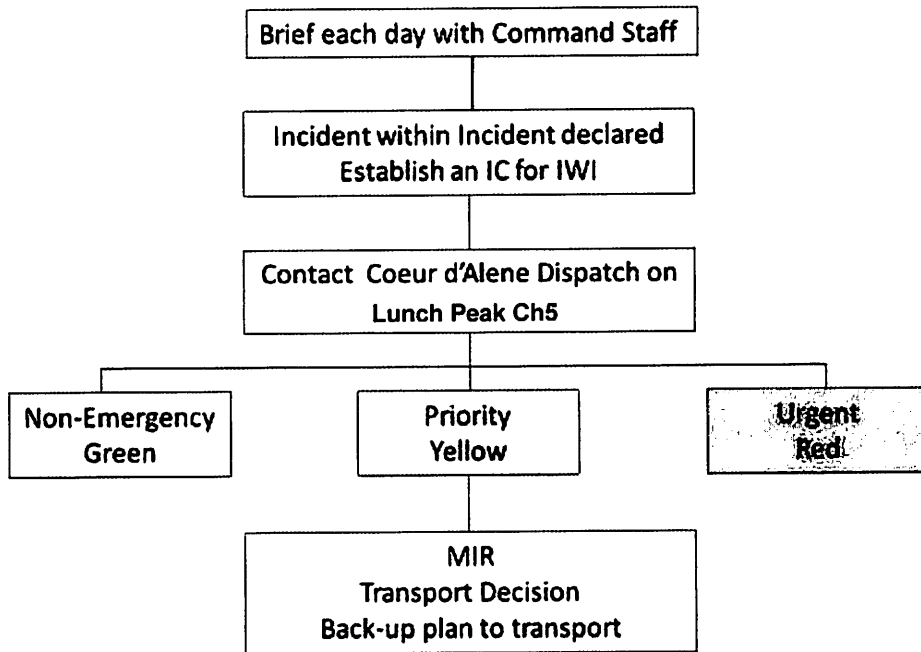 Brief each day with Command Staff
Incident within Incident declared
Establish an IC for IWI
Contact Coeur d'Alene Dispatch on
Lunch Peak Ch5
Non-Emergency
Green
Priority
Yellow
Urgent
Red
MIR
Transport Decision
Back-up plan to transport